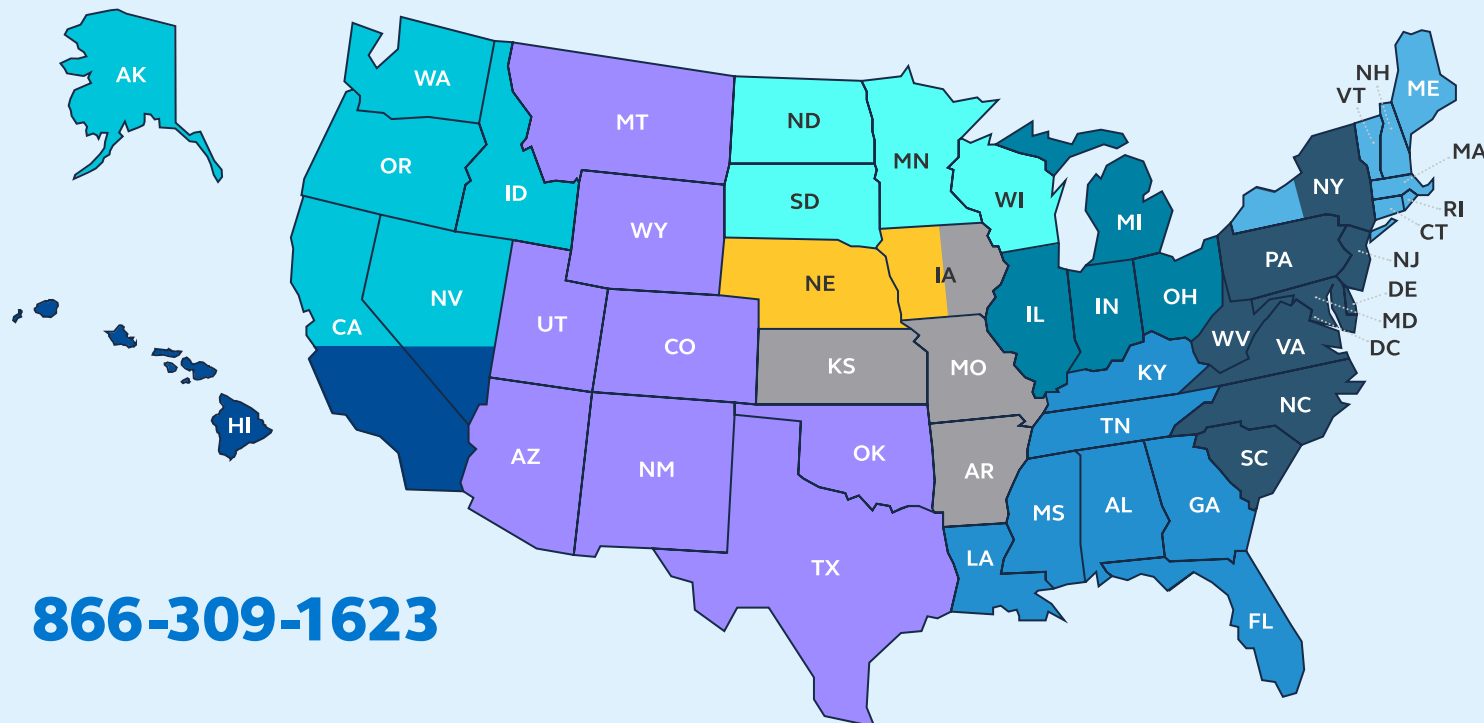 AK
WA
MT
ND
MN
OR
ID
SD
WI
WY
NH
VT
ME
MA
NY
RI
CT
MI
PA
NJ
NV
NE
IA
CA
UT
CO
IL
IN
OH
DE
MD
DC
WV
VA
KS
MO
KY
HI
AZ
NM
OK
AR
TN
NC
SC
MS
AL
GA
LA
TX
FL
866-309-1623